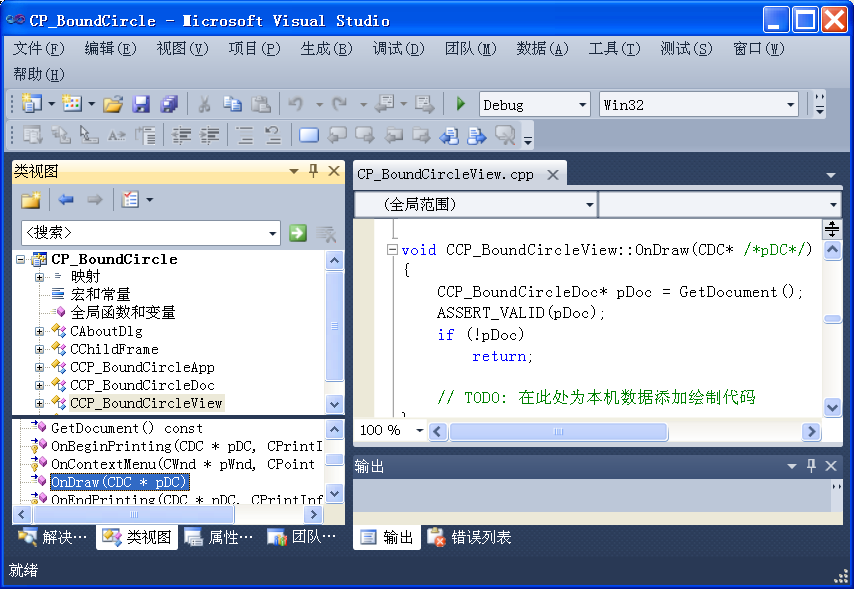 CP_BoundCircle - Microsoft Visual Studio
文件(F) 编辑(E) 视图(V) 项目(P) 生成(B) 调试(D) 团队(M) 数据(A) 工具(T) 测试(S) 窗口(W)
帮助(H)
Debug Win32
类视图
<搜索>
CP_BoundCircle
映射
宏和常量
全局函数和变量
CAboutDlg
CChildFrame
CCP_BoundCircleApp
CCP_BoundCircleDoc
CCP_BoundCircleView
GetDocument() const
OnBeginPrinting(CDC * pDC, CPrintI
OnContextMenu(CWnd * pWnd, CPoint
OnDraw(CDC * pDC)
OnEndPrinting(CDC * pDC, CPrintInf
解决… 类视图 属性… 团队…
CP_BoundCircleView.cpp
(全局范围)
void CCP_BoundCircleView::OnDraw(CDC* /*pDC*/)
{
CCP_BoundCircleDoc* pDoc = GetDocument();
ASSERT_VALID(pDoc);
if (!pDoc)
return;
// TODO: 在此处为本机数据添加绘制代码
}
100 %
输出
输出 错误列表
就绪